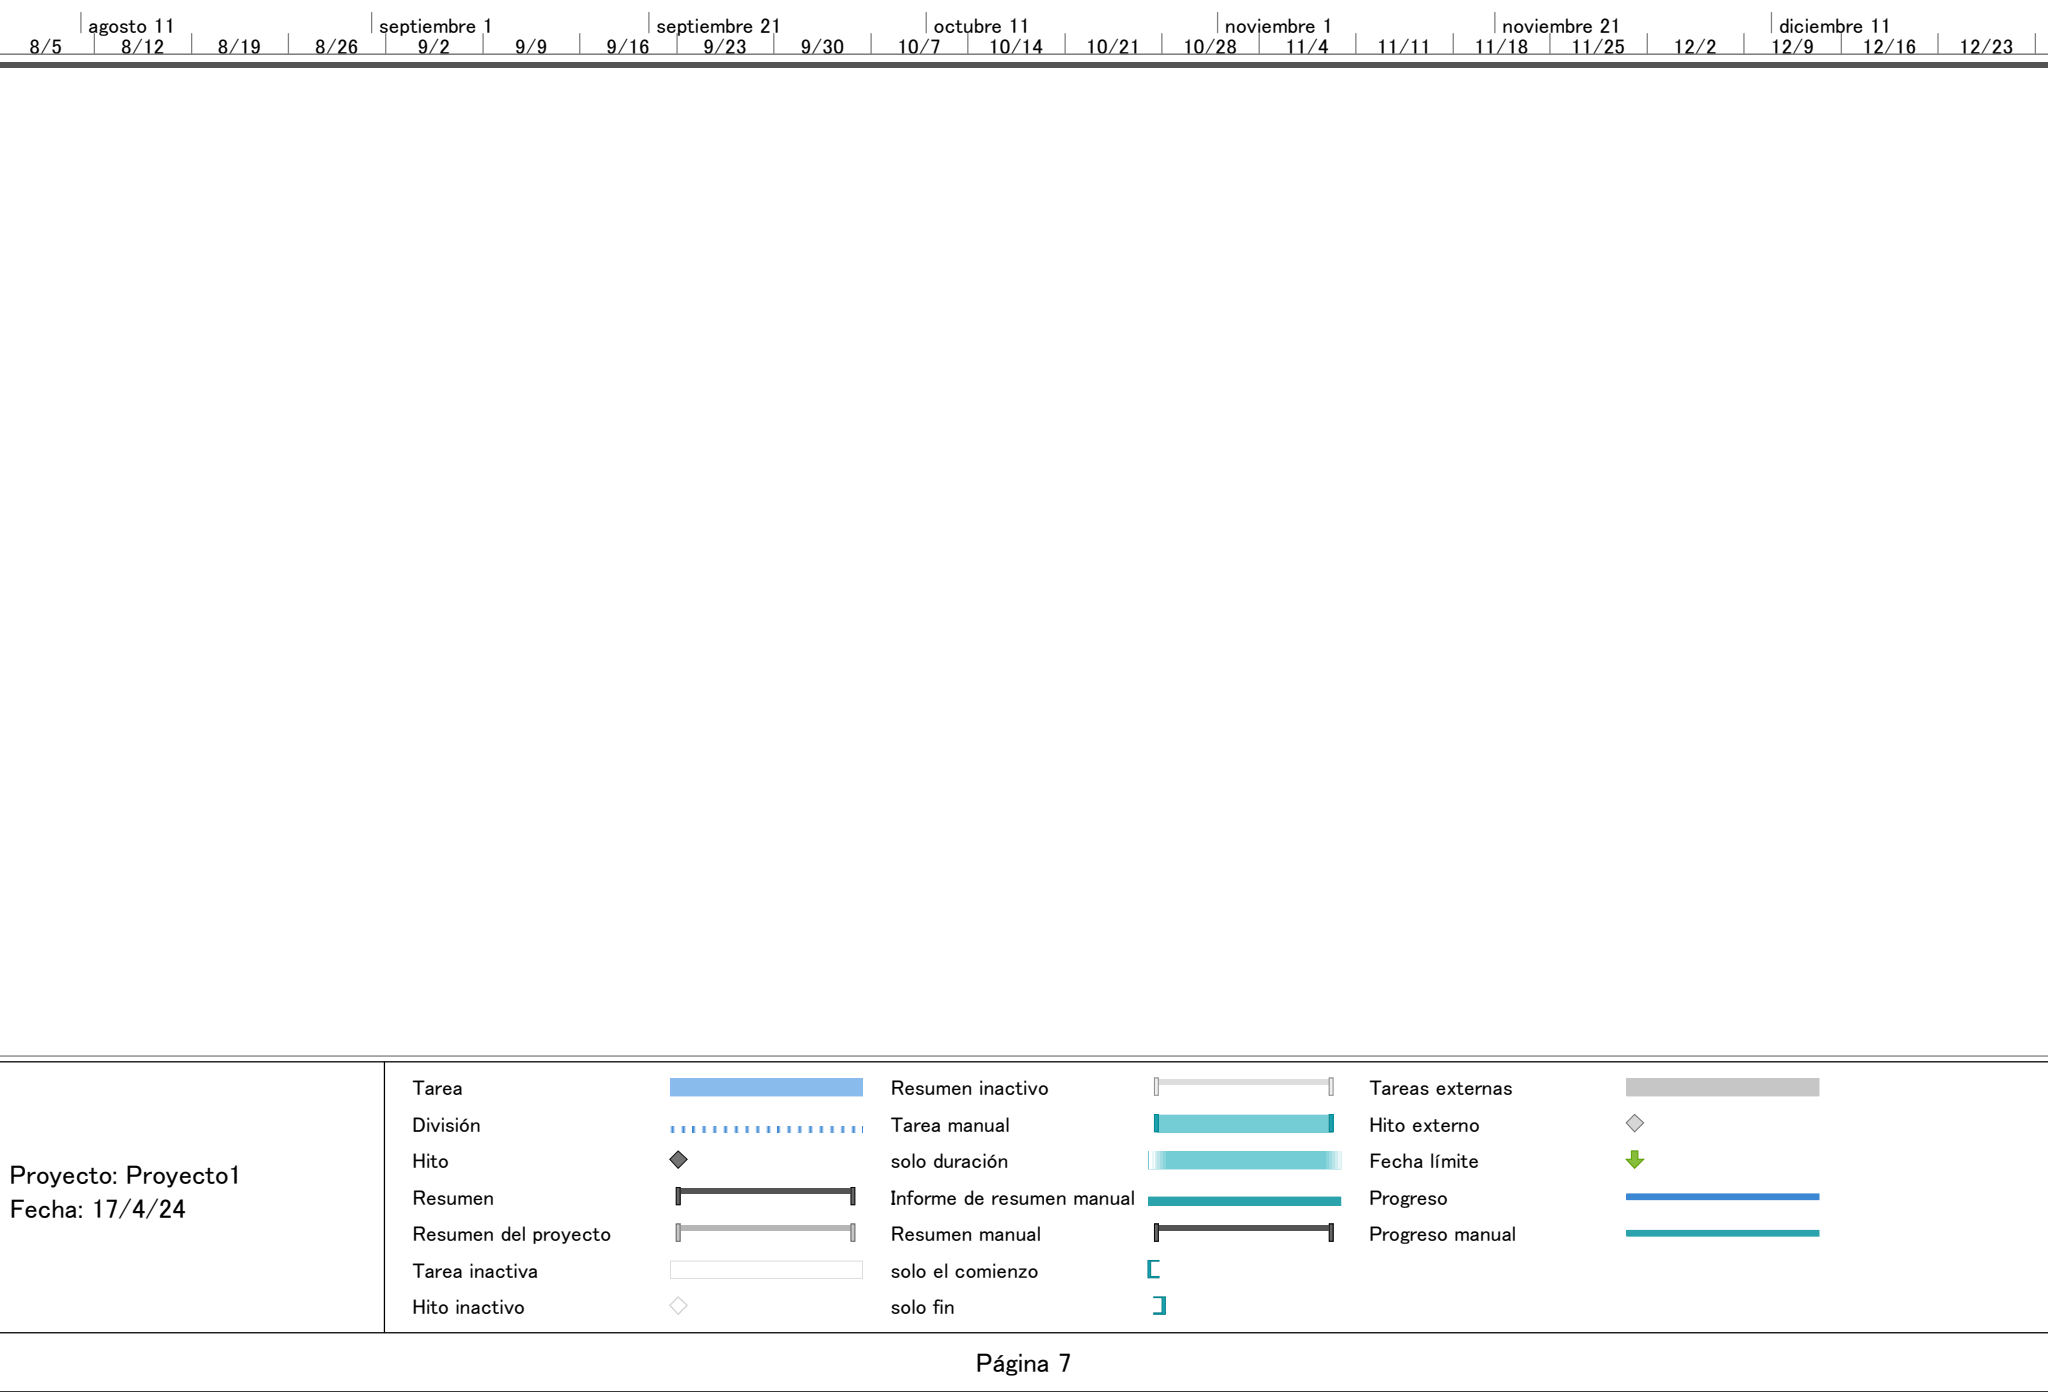 agosto 11 septiembre 1 septiembre 21 octubre 11 noviembre 1 noviembre 21 diciembre 11
8/5 8/12 8/19 8/26 9/2 9/9 9/16 9/23 9/30 10/7 10/14 10/21 10/28 11/4 11/11 11/18 11/25 12/2 12/9 12/16 12/23
Proyecto: Proyecto1
Fecha: 17/4/24
Tarea
División
Hito
Resumen
Resumen del proyecto
Tarea inactiva
Hito inactivo
Resumen inactivo
Tarea manual
solo duración
Informe de resumen manual
Resumen manual
solo el comienzo
solo fin
Tareas externas
Hito externo
Fecha límite
Progreso
Progreso manual
Página 7